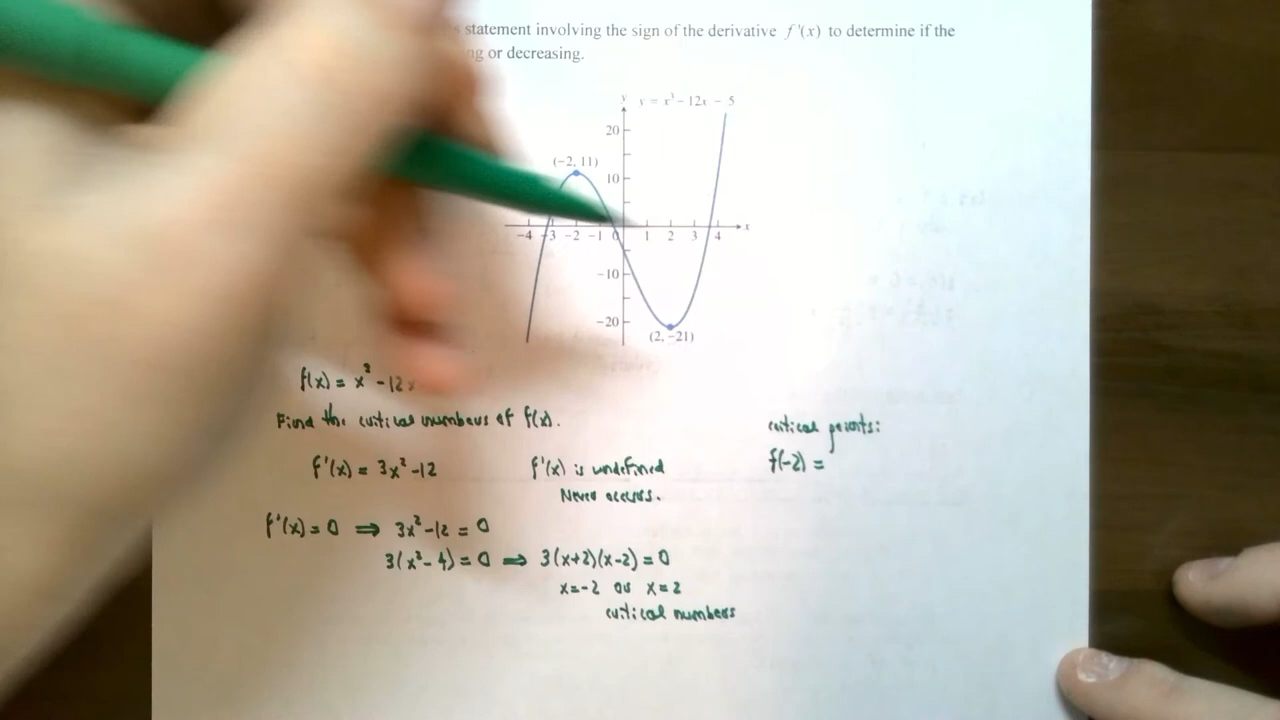 statement involving the sign of the derivative f'(x) to determine if the
or decreasing.
y y = x³ − 12x − 5
20
(−2, 11)
10
−4 −3 −2 −1 0 1 2 3 4 x
−10
−20
(2, −21)
f(x) = x³ − 12x
Find the critical numbers of f(x).
critical points:
f'(x) = 3x² − 12 f'(x) is undefined
f(−2) =
Never occurs.
f'(x) = 0 ⇒ 3x² − 12 = 0
3(x² − 4) = 0 ⇒ 3(x+2)(x−2) = 0
x = −2 or x = 2
critical numbers